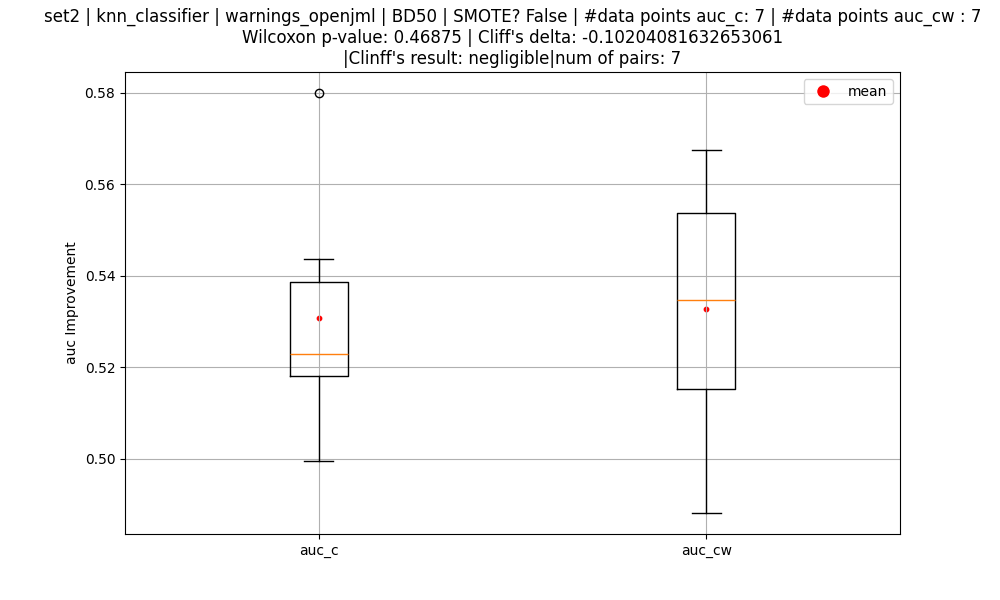 set2 | knn_classifier | warnings_openjml | BD50 | SMOTE? False | #data points auc_c: 7 | #data points auc_cw : 7
Wilcoxon p-value: 0.46875 | Cliff's delta: -0.10204081632653061
|Clinff's result: negligible|num of pairs: 7
mean
0.58
0.56
0.54
0.52
0.50
auc Improvement
auc_c
auc_cw